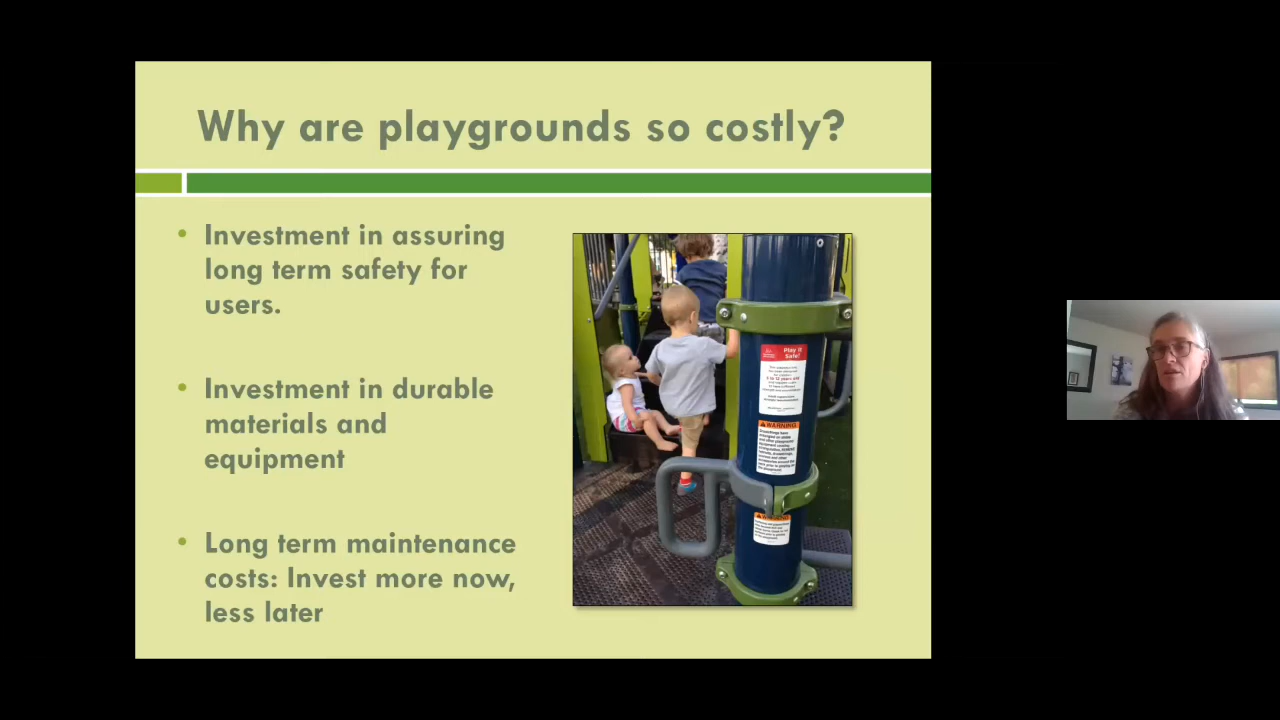 Why are playgrounds so costly?
• Investment in assuring
long term safety for
users.
• Investment in durable
materials and
equipment
• Long term maintenance
costs: Invest more now,
less later
Play It
Safe!
WARNING
WARNING